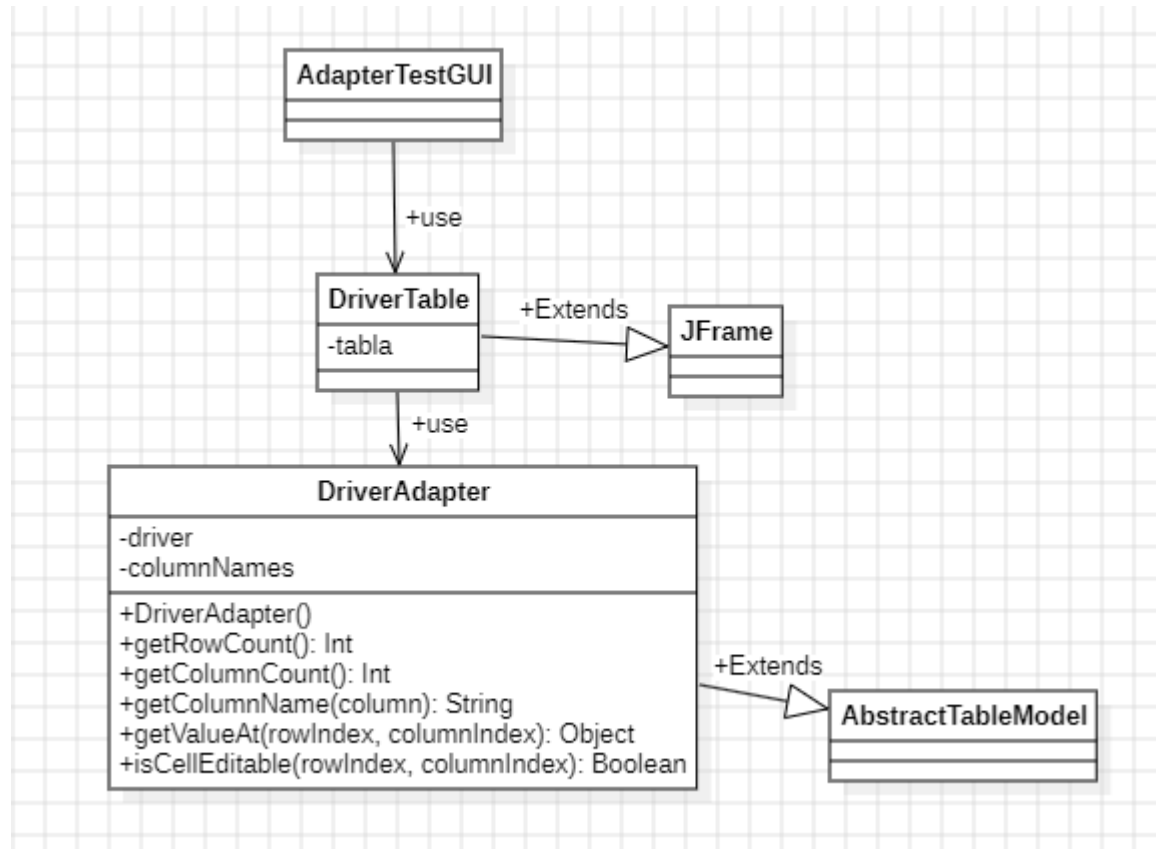 AdapterTestGUI
+use
DriverTable
-tabla
+Extends
JFrame
+use
DriverAdapter
-driver
-columnNames
+DriverAdapter()
+getRowCount(): Int
+getColumnCount(): Int
+getColumnName(column): String
+getValueAt(rowIndex, columnIndex): Object
+isCellEditable(rowIndex, columnIndex): Boolean
+Extends
AbstractTableModel